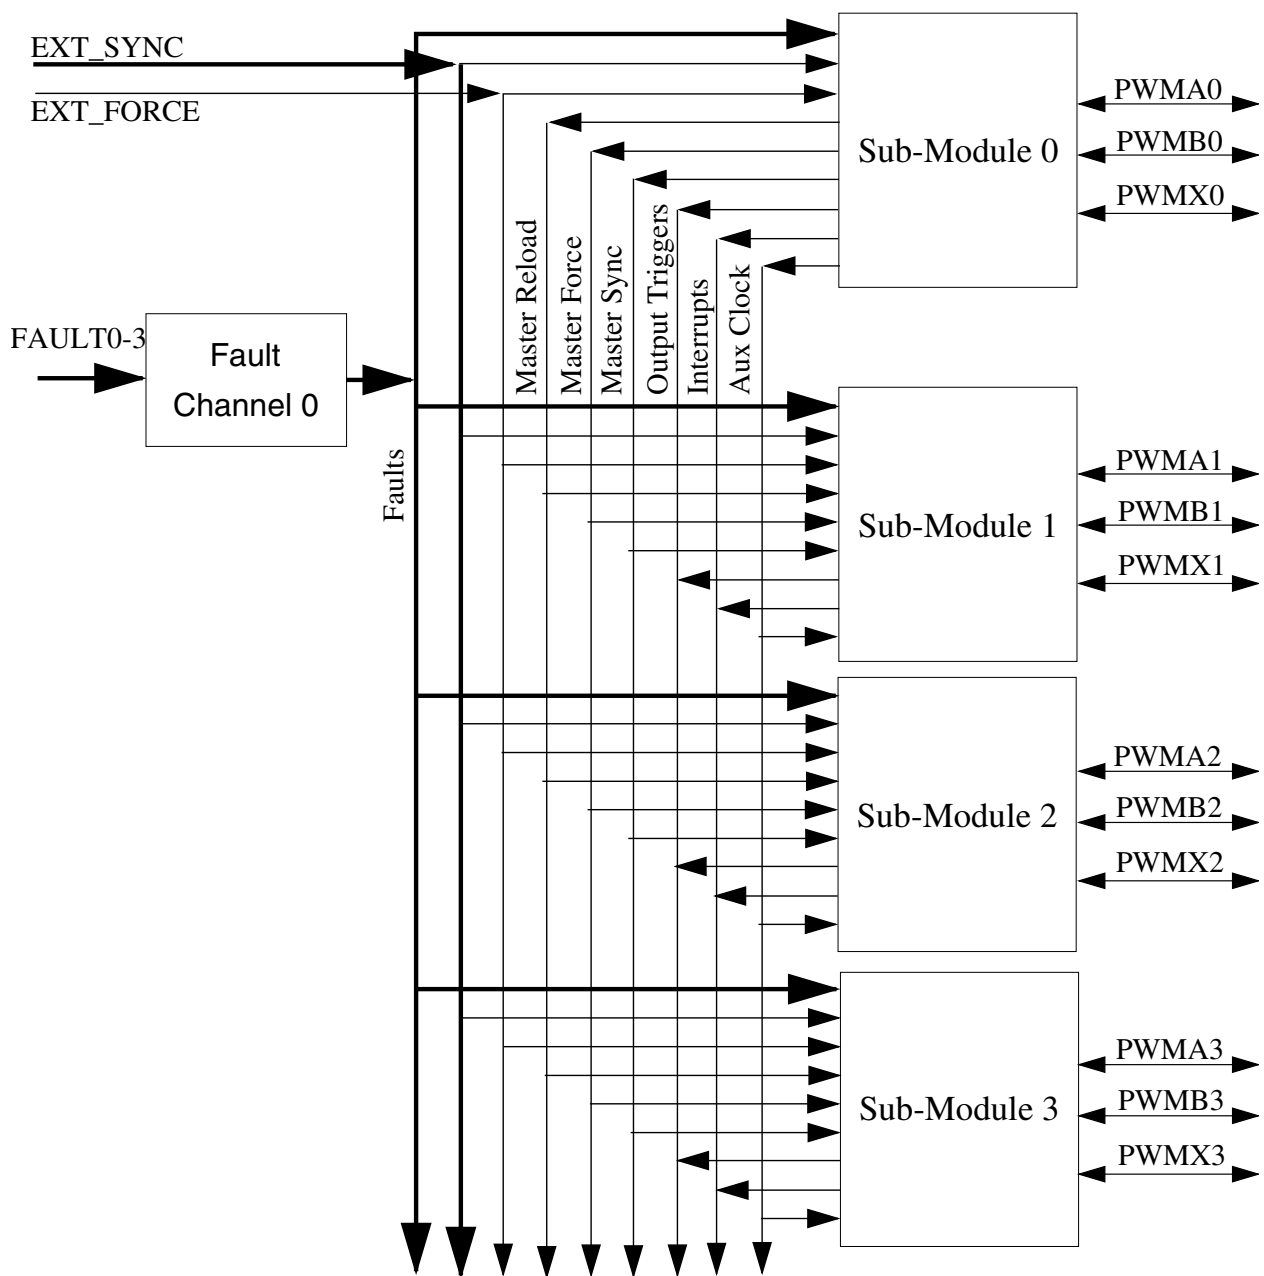 EXT_SYNC
EXT_FORCE
PWMA0
PWMB0
PWMX0
Sub-Module 0
Master Reload
Master Force
Master Sync
Output Triggers
Interrupts
Aux Clock
FAULT0-3
Fault
Channel 0
Faults
PWMA1
PWMB1
PWMX1
Sub-Module 1
PWMA2
PWMB2
PWMX2
Sub-Module 2
PWMA3
PWMB3
PWMX3
Sub-Module 3